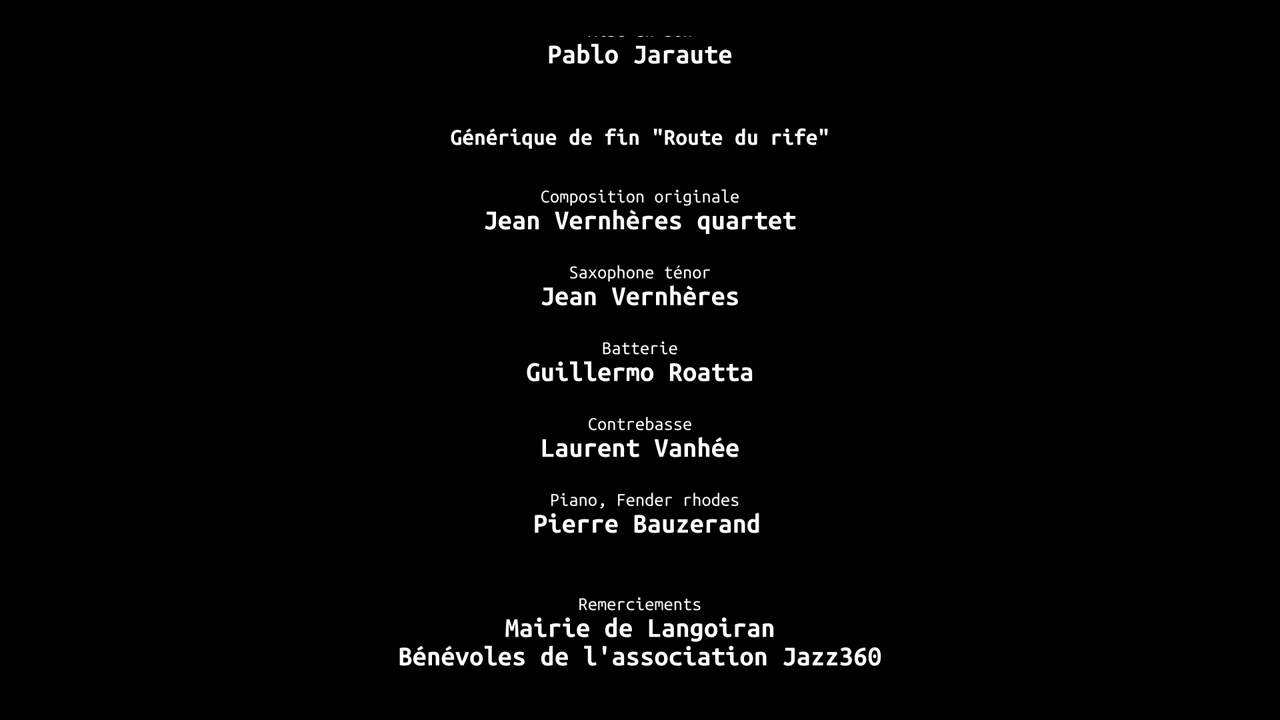 Pablo Jaraute
Générique de fin "Route du rife"
Composition originale
Jean Vernhères quartet
Saxophone ténor
Jean Vernhères
Batterie
Guillermo Roatta
Contrebasse
Laurent Vanhée
Piano, Fender rhodes
Pierre Bauzerand
Remerciements
Mairie de Langoiran
Bénévoles de l'association Jazz360